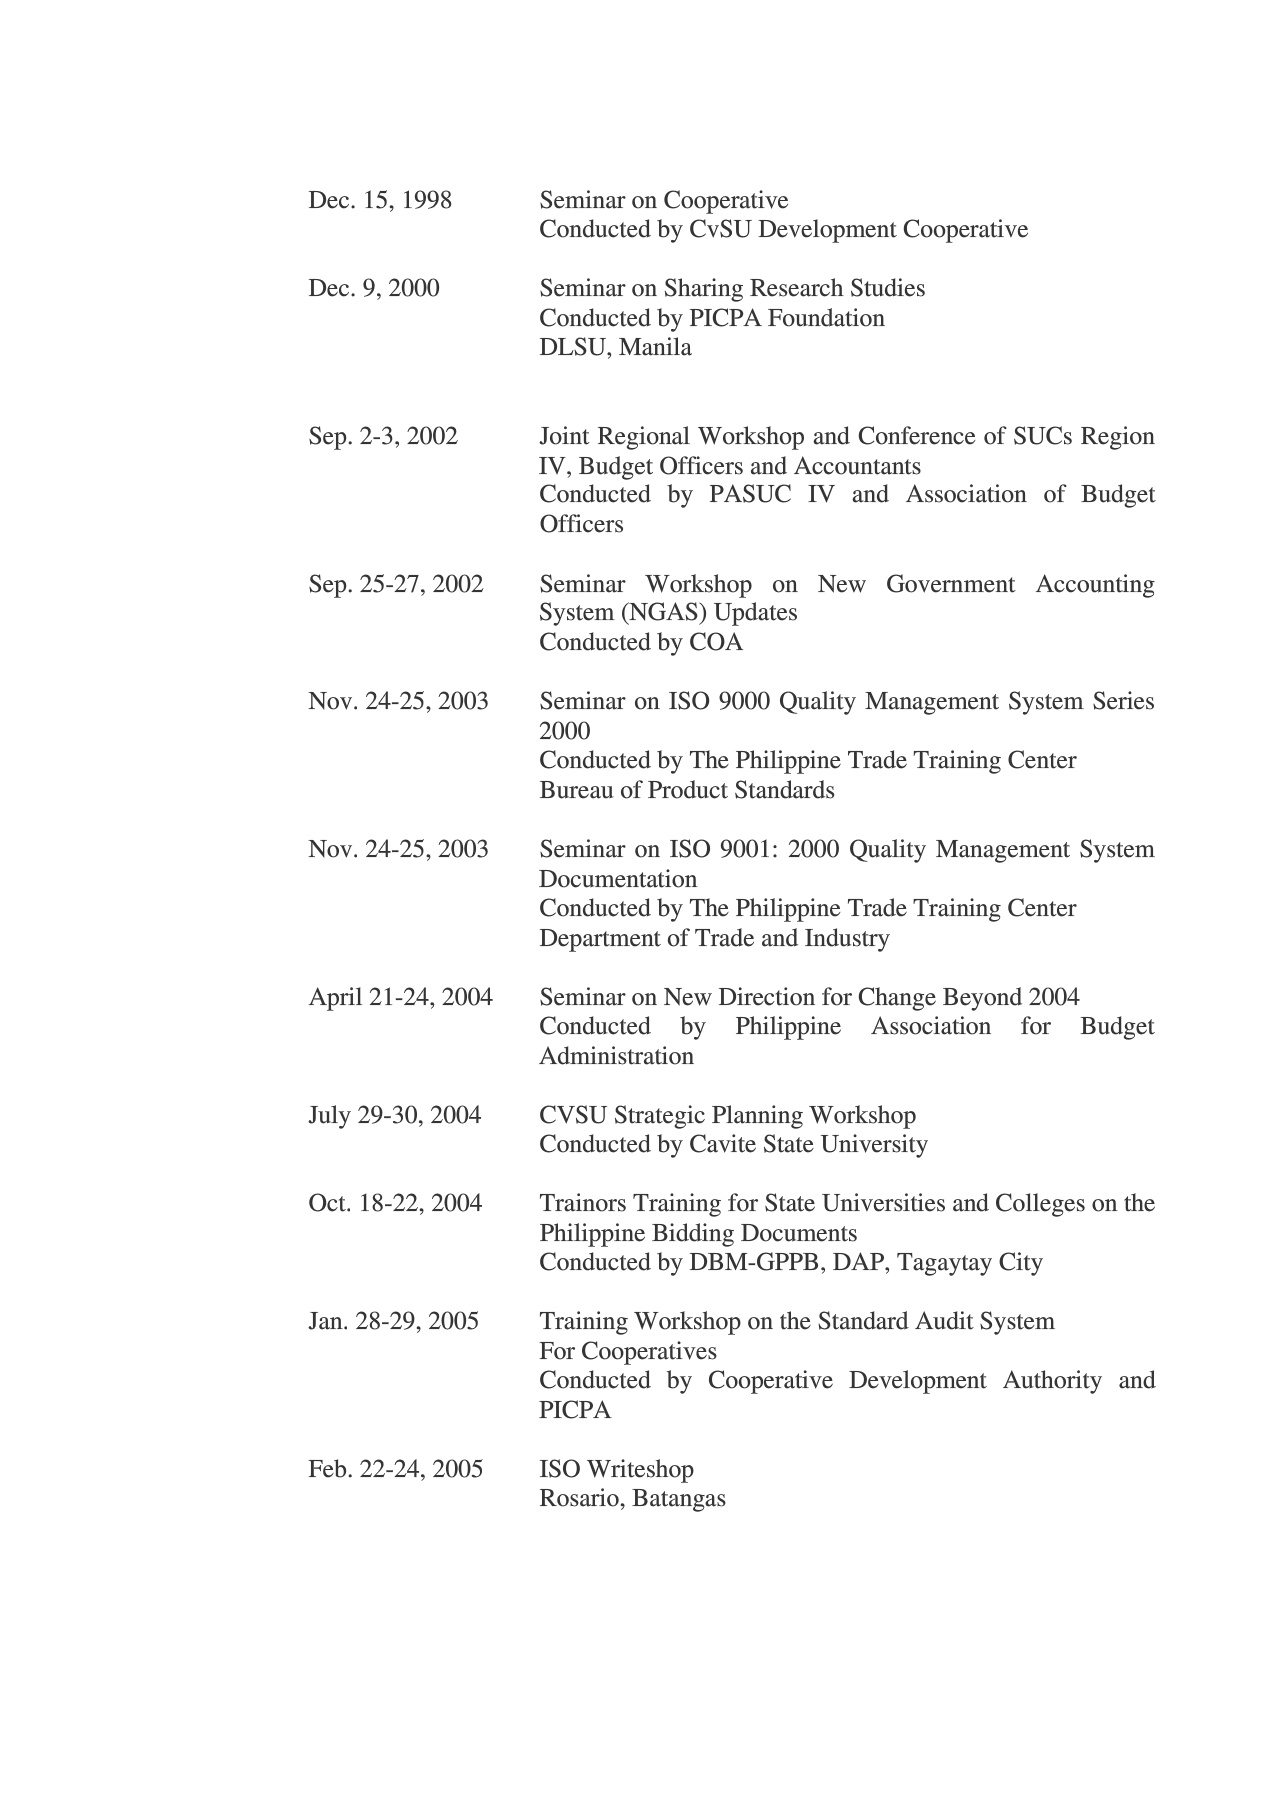 Dec. 15, 1998 Seminar on Cooperative
Conducted by CvSU Development Cooperative
Dec. 9, 2000 Seminar on Sharing Research Studies
Conducted by PICPA Foundation
DLSU, Manila
Sep. 2-3, 2002 Joint Regional Workshop and Conference of SUCs Region
IV, Budget Officers and Accountants
Conducted by PASUC IV and Association of Budget
Officers
Sep. 25-27, 2002 Seminar Workshop on New Government Accounting
System (NGAS) Updates
Conducted by COA
Nov. 24-25, 2003 Seminar on ISO 9000 Quality Management System Series
2000
Conducted by The Philippine Trade Training Center
Bureau of Product Standards
Nov. 24-25, 2003 Seminar on ISO 9001: 2000 Quality Management System
Documentation
Conducted by The Philippine Trade Training Center
Department of Trade and Industry
April 21-24, 2004 Seminar on New Direction for Change Beyond 2004
Conducted by Philippine Association for Budget
Administration
July 29-30, 2004 CVSU Strategic Planning Workshop
Conducted by Cavite State University
Oct. 18-22, 2004 Trainors Training for State Universities and Colleges on the
Philippine Bidding Documents
Conducted by DBM-GPPB, DAP, Tagaytay City
Jan. 28-29, 2005 Training Workshop on the Standard Audit System
For Cooperatives
Conducted by Cooperative Development Authority and
PICPA
Feb. 22-24, 2005 ISO Writeshop
Rosario, Batangas